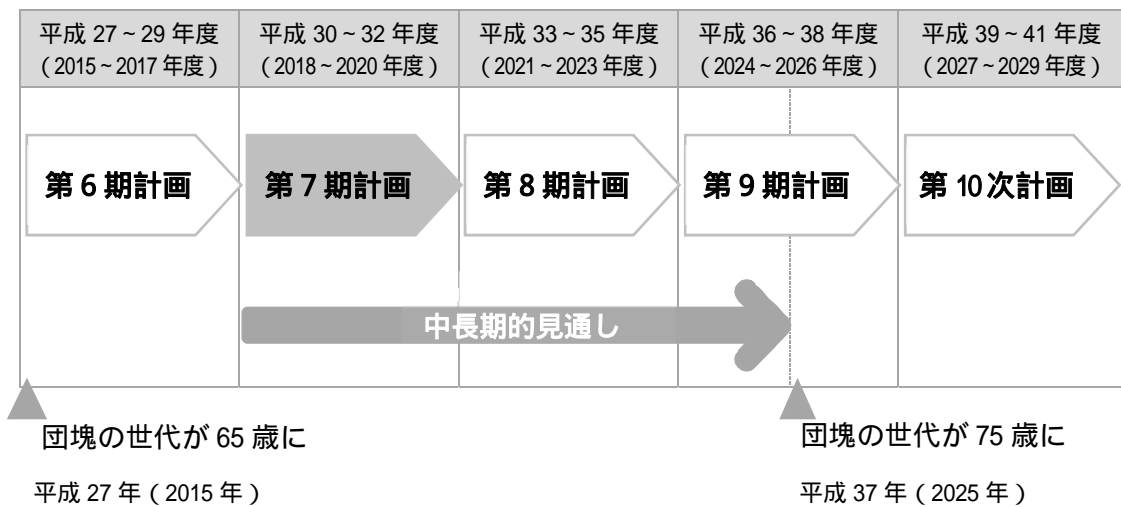 平成 27~29 年度
(2015~2017 年度)
平成 30~32 年度
(2018~2020 年度)
平成 33~35 年度
(2021~2023 年度)
平成 36~38 年度
(2024~2026 年度)
平成 39~41 年度
(2027~2029 年度)
第 6 期計画
第 7 期計画
第 8 期計画
第 9 期計画
第 10 次計画
中長期的見通し
団塊の世代が 65 歳に
平成 27 年(2015 年)
団塊の世代が 75 歳に
平成 37 年(2025 年)